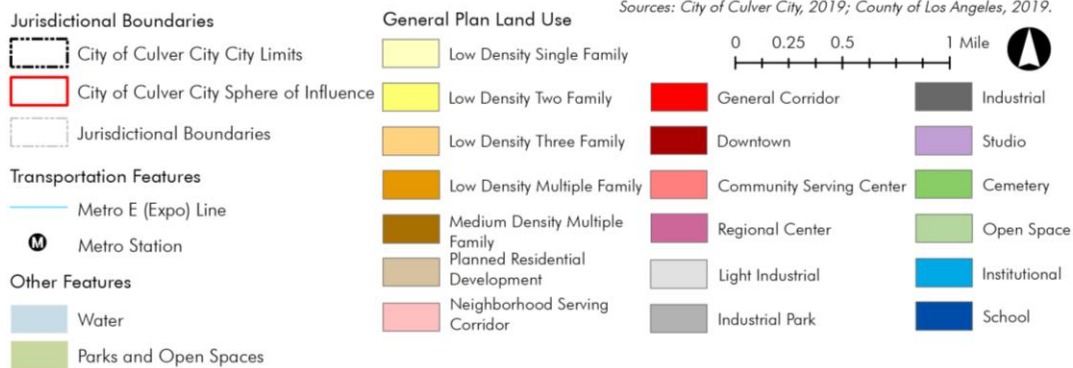 Sources: City of Culver City, 2019; County of Los Angeles, 2019.
Jurisdictional Boundaries
City of Culver City City Limits
City of Culver City Sphere of Influence
Jurisdictional Boundaries
Transportation Features
Metro E (Expo) Line
M
Metro Station
Other Features
Water
Parks and Open Spaces
General Plan Land Use
Low Density Single Family
Low Density Two Family
Low Density Three Family
Low Density Multiple Family
Medium Density Multiple
Family
Planned Residential
Development
Neighborhood Serving
Corridor
0 0.25 0.5 1 Mile
General Corridor
Downtown
Community Serving Center
Regional Center
Light Industrial
Industrial Park
Industrial
Studio
Cemetery
Open Space
Institutional
School